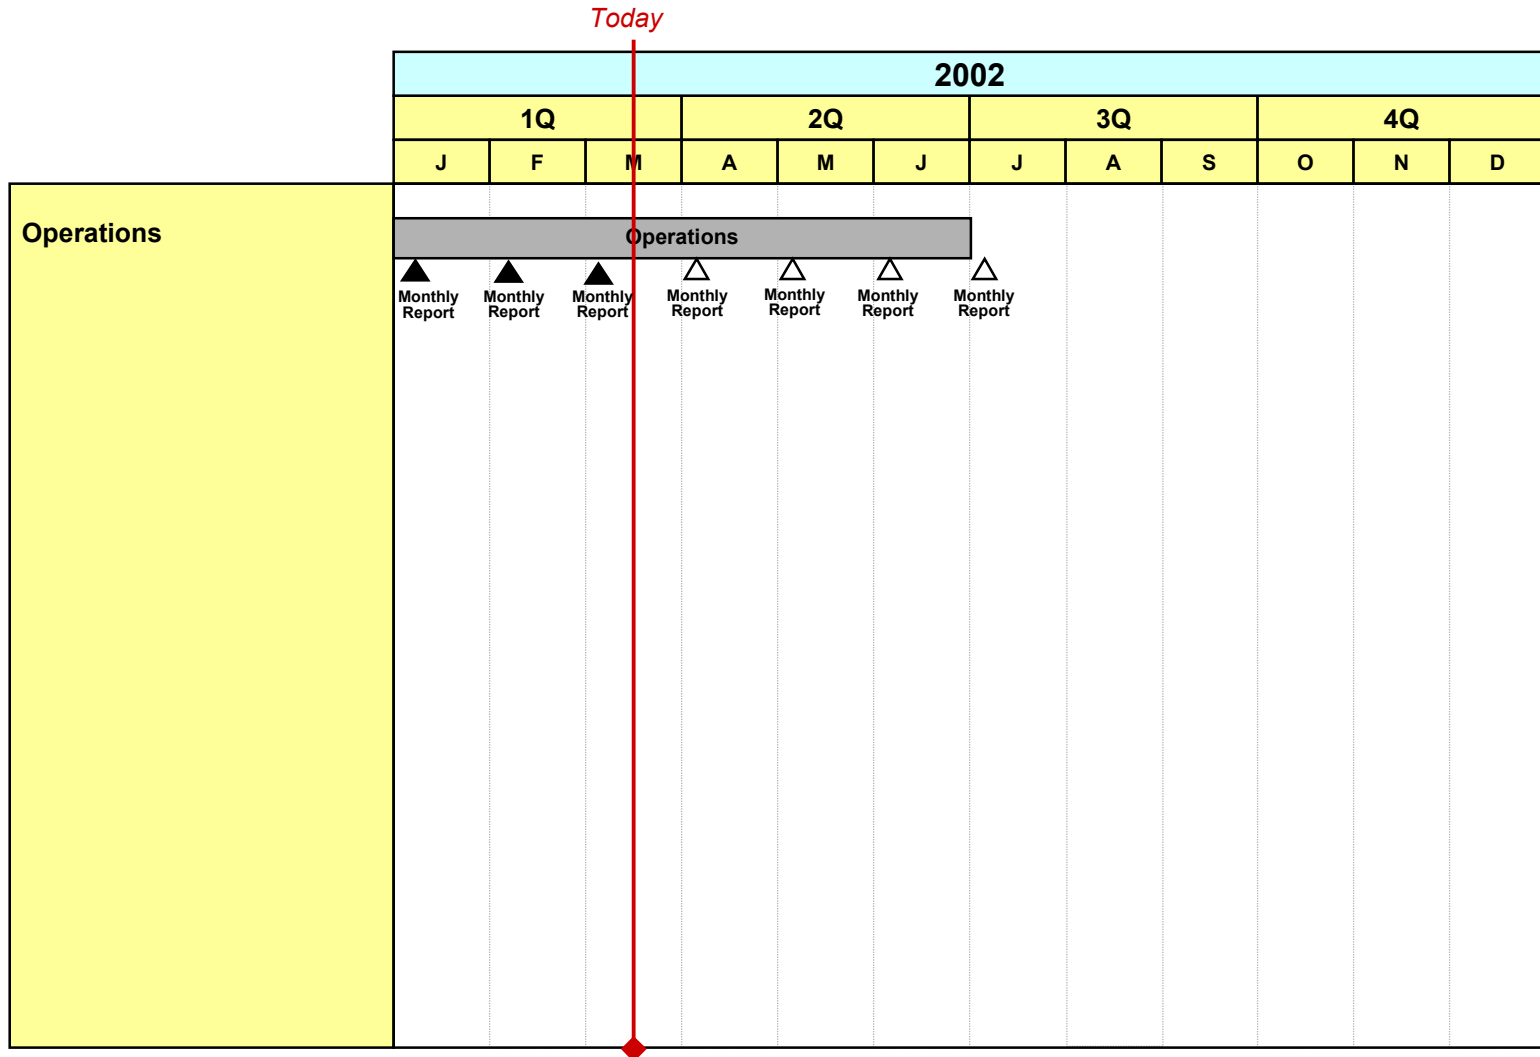 Today
2002
1Q 2Q 3Q 4Q
J F M A M J J A S O N D
Operations
Operations
Monthly Report
Monthly Report
Monthly Report
Monthly Report
Monthly Report
Monthly Report
Monthly Report